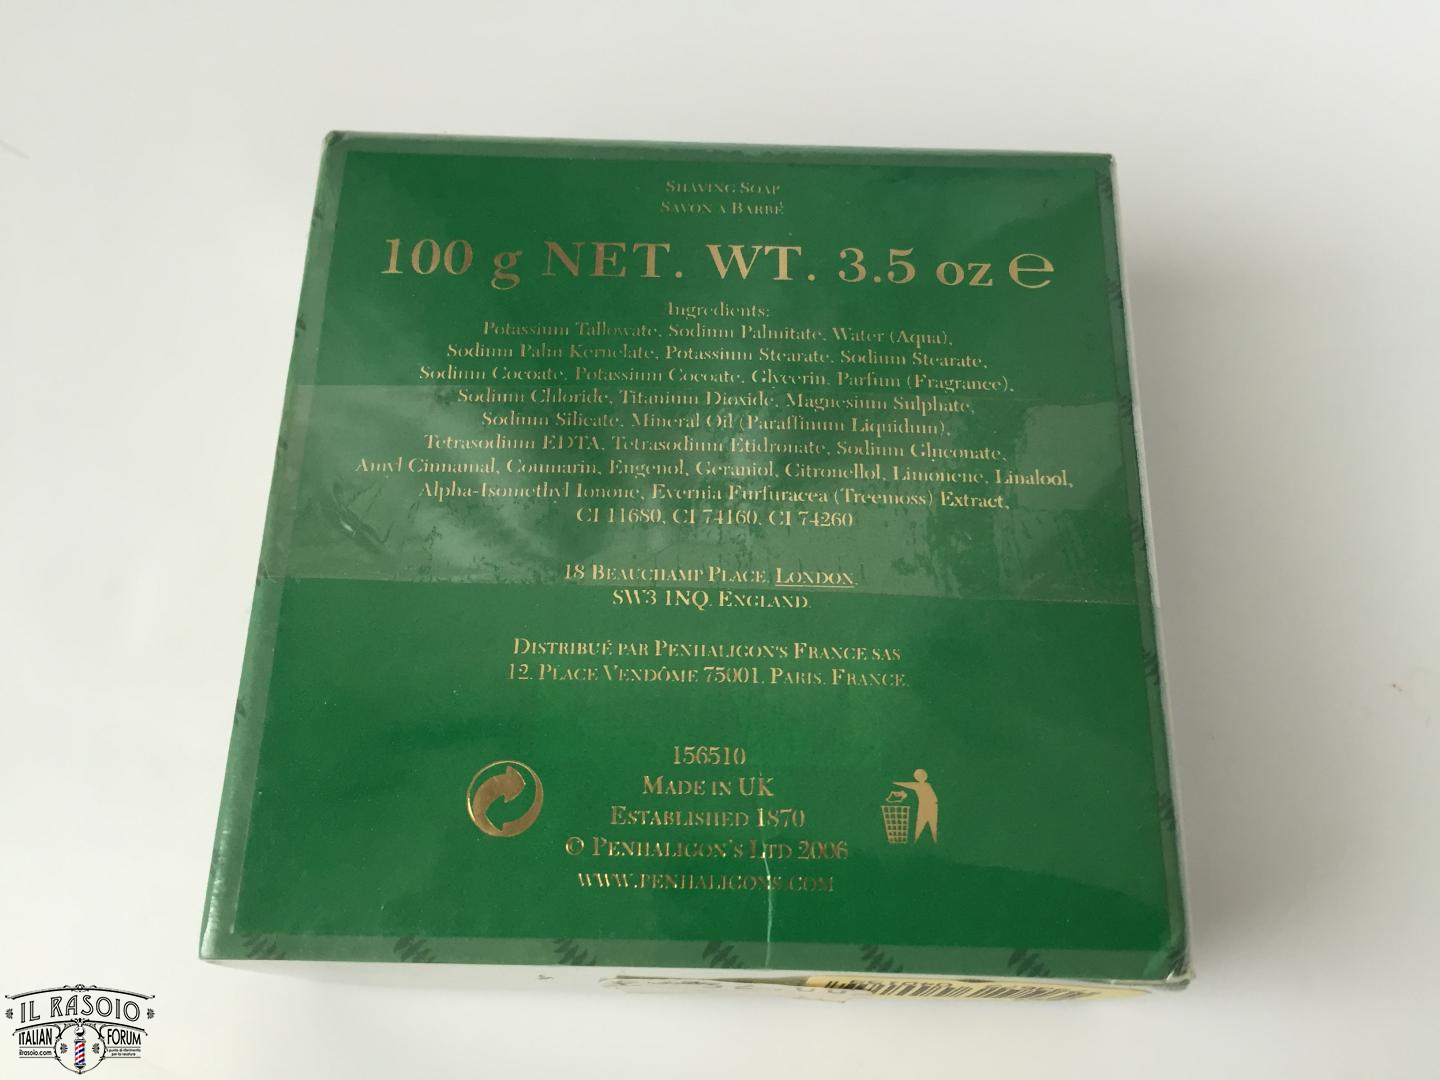 SHAVING SOAP
SAVON A BARBÉ
100 g NET. WT. 3.5 oz ℮
Ingredients:
Potassium Tallowate, Sodium Palmitate, Water (Aqua),
Sodium Palm Kernelate, Potassium Stearate, Sodium Stearate,
Sodium Cocoate, Potassium Cocoate, Glycerin, Parfum (Fragrance),
Sodium Chloride, Titanium Dioxide, Magnesium Sulphate,
Sodium Silicate, Mineral Oil (Paraffinum Liquidum),
Tetrasodium EDTA, Tetrasodium Etidronate, Sodium Gluconate,
Amyl Cinnamal, Coumarin, Eugenol, Geraniol, Citronellol, Limonene, Linalool,
Alpha-Isomethyl Ionone, Evernia Furfuracea (Treemoss) Extract,
CI 11680, CI 74160, CI 74260
18 BEAUCHAMP PLACE, LONDON,
SW3 1NQ. ENGLAND.
DISTRIBUÉ PAR PENHALIGON'S FRANCE SAS
12, PLACE VENDÔME 75001, PARIS, FRANCE.
156510
MADE IN UK
ESTABLISHED 1870
© PENHALIGON'S LTD 2006
WWW.PENHALIGONS.COM
IL RASOIO
ITALIAN FORUM
ilrasoio.com